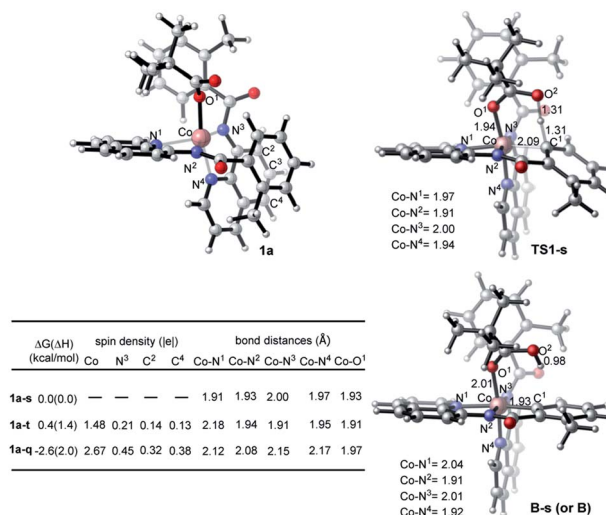 O¹
N¹
Co
N³
C²
N²
C³
N⁴
C⁴
1a
O²
O¹
1.31
1.94
N³
1.31
N¹
Co
2.09
C¹
N²
N⁴
Co-N¹= 1.97
Co-N²= 1.91
Co-N³= 2.00
Co-N⁴= 1.94
TS1-s
ΔG(ΔH) spin density (|e|) bond distances (Å)
(kcal/mol) Co N³ C² C⁴ Co-N¹ Co-N² Co-N³ Co-N⁴ Co-O¹
1a-s 0.0(0.0) — — — — 1.91 1.93 2.00 1.97 1.93
1a-t 0.4(1.4) 1.48 0.21 0.14 0.13 2.18 1.94 1.91 1.95 1.91
1a-q -2.6(2.0) 2.67 0.45 0.32 0.38 2.12 2.08 2.15 2.17 1.97
O²
O¹
0.98
2.01
N³
N¹
Co
1.93
C¹
N²
N⁴
Co-N¹= 2.04
Co-N²= 1.91
Co-N³= 2.01
Co-N⁴= 1.92
B-s (or B)